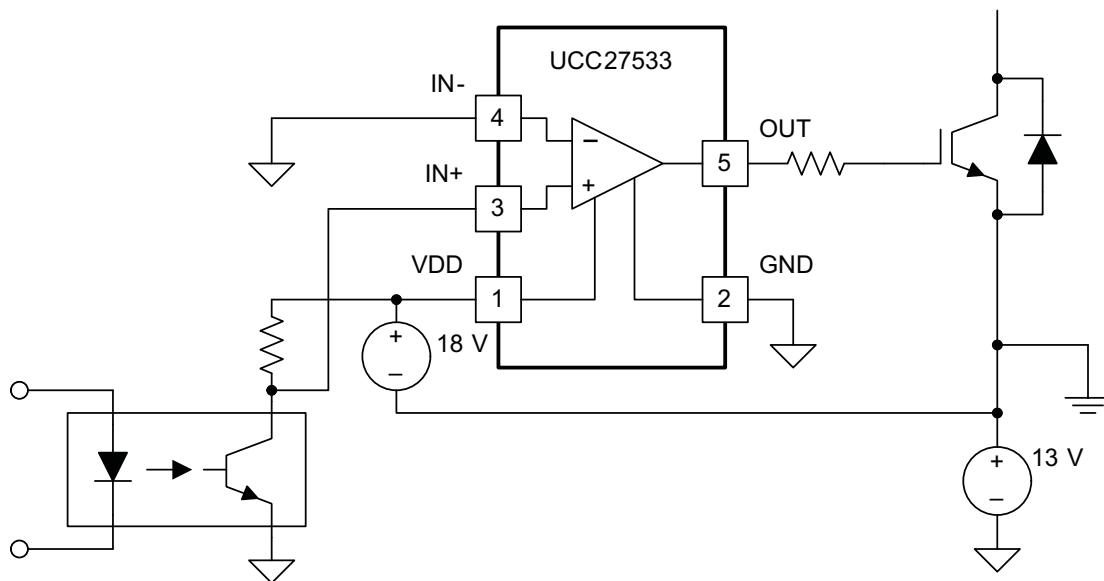 UCC27533
IN-
4
OUT
5
IN+
3
VDD
1
GND
2
+
18 V
−
+
13 V
−
−
+